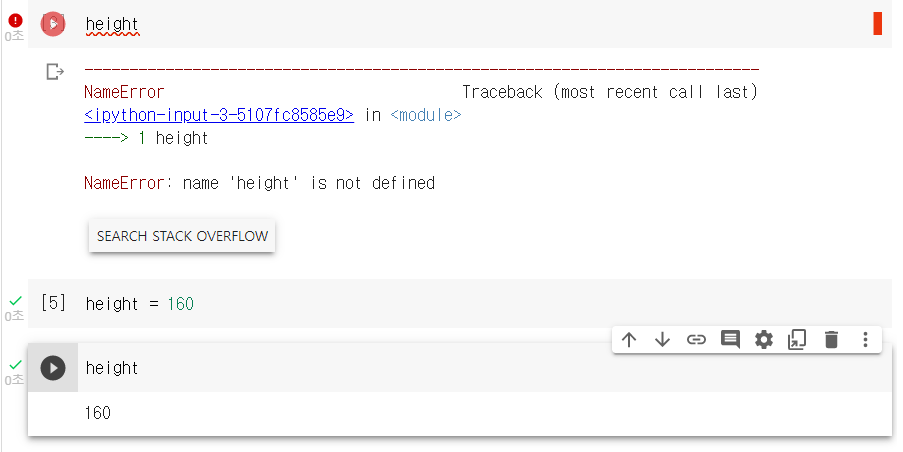 height
0초
---------------------------------------------------------------------------
NameError Traceback (most recent call last)
<ipython-input-3-5107fc8585e9> in <module>
----> 1 height
NameError: name 'height' is not defined
SEARCH STACK OVERFLOW
[5] height = 160
0초
height
0초
160